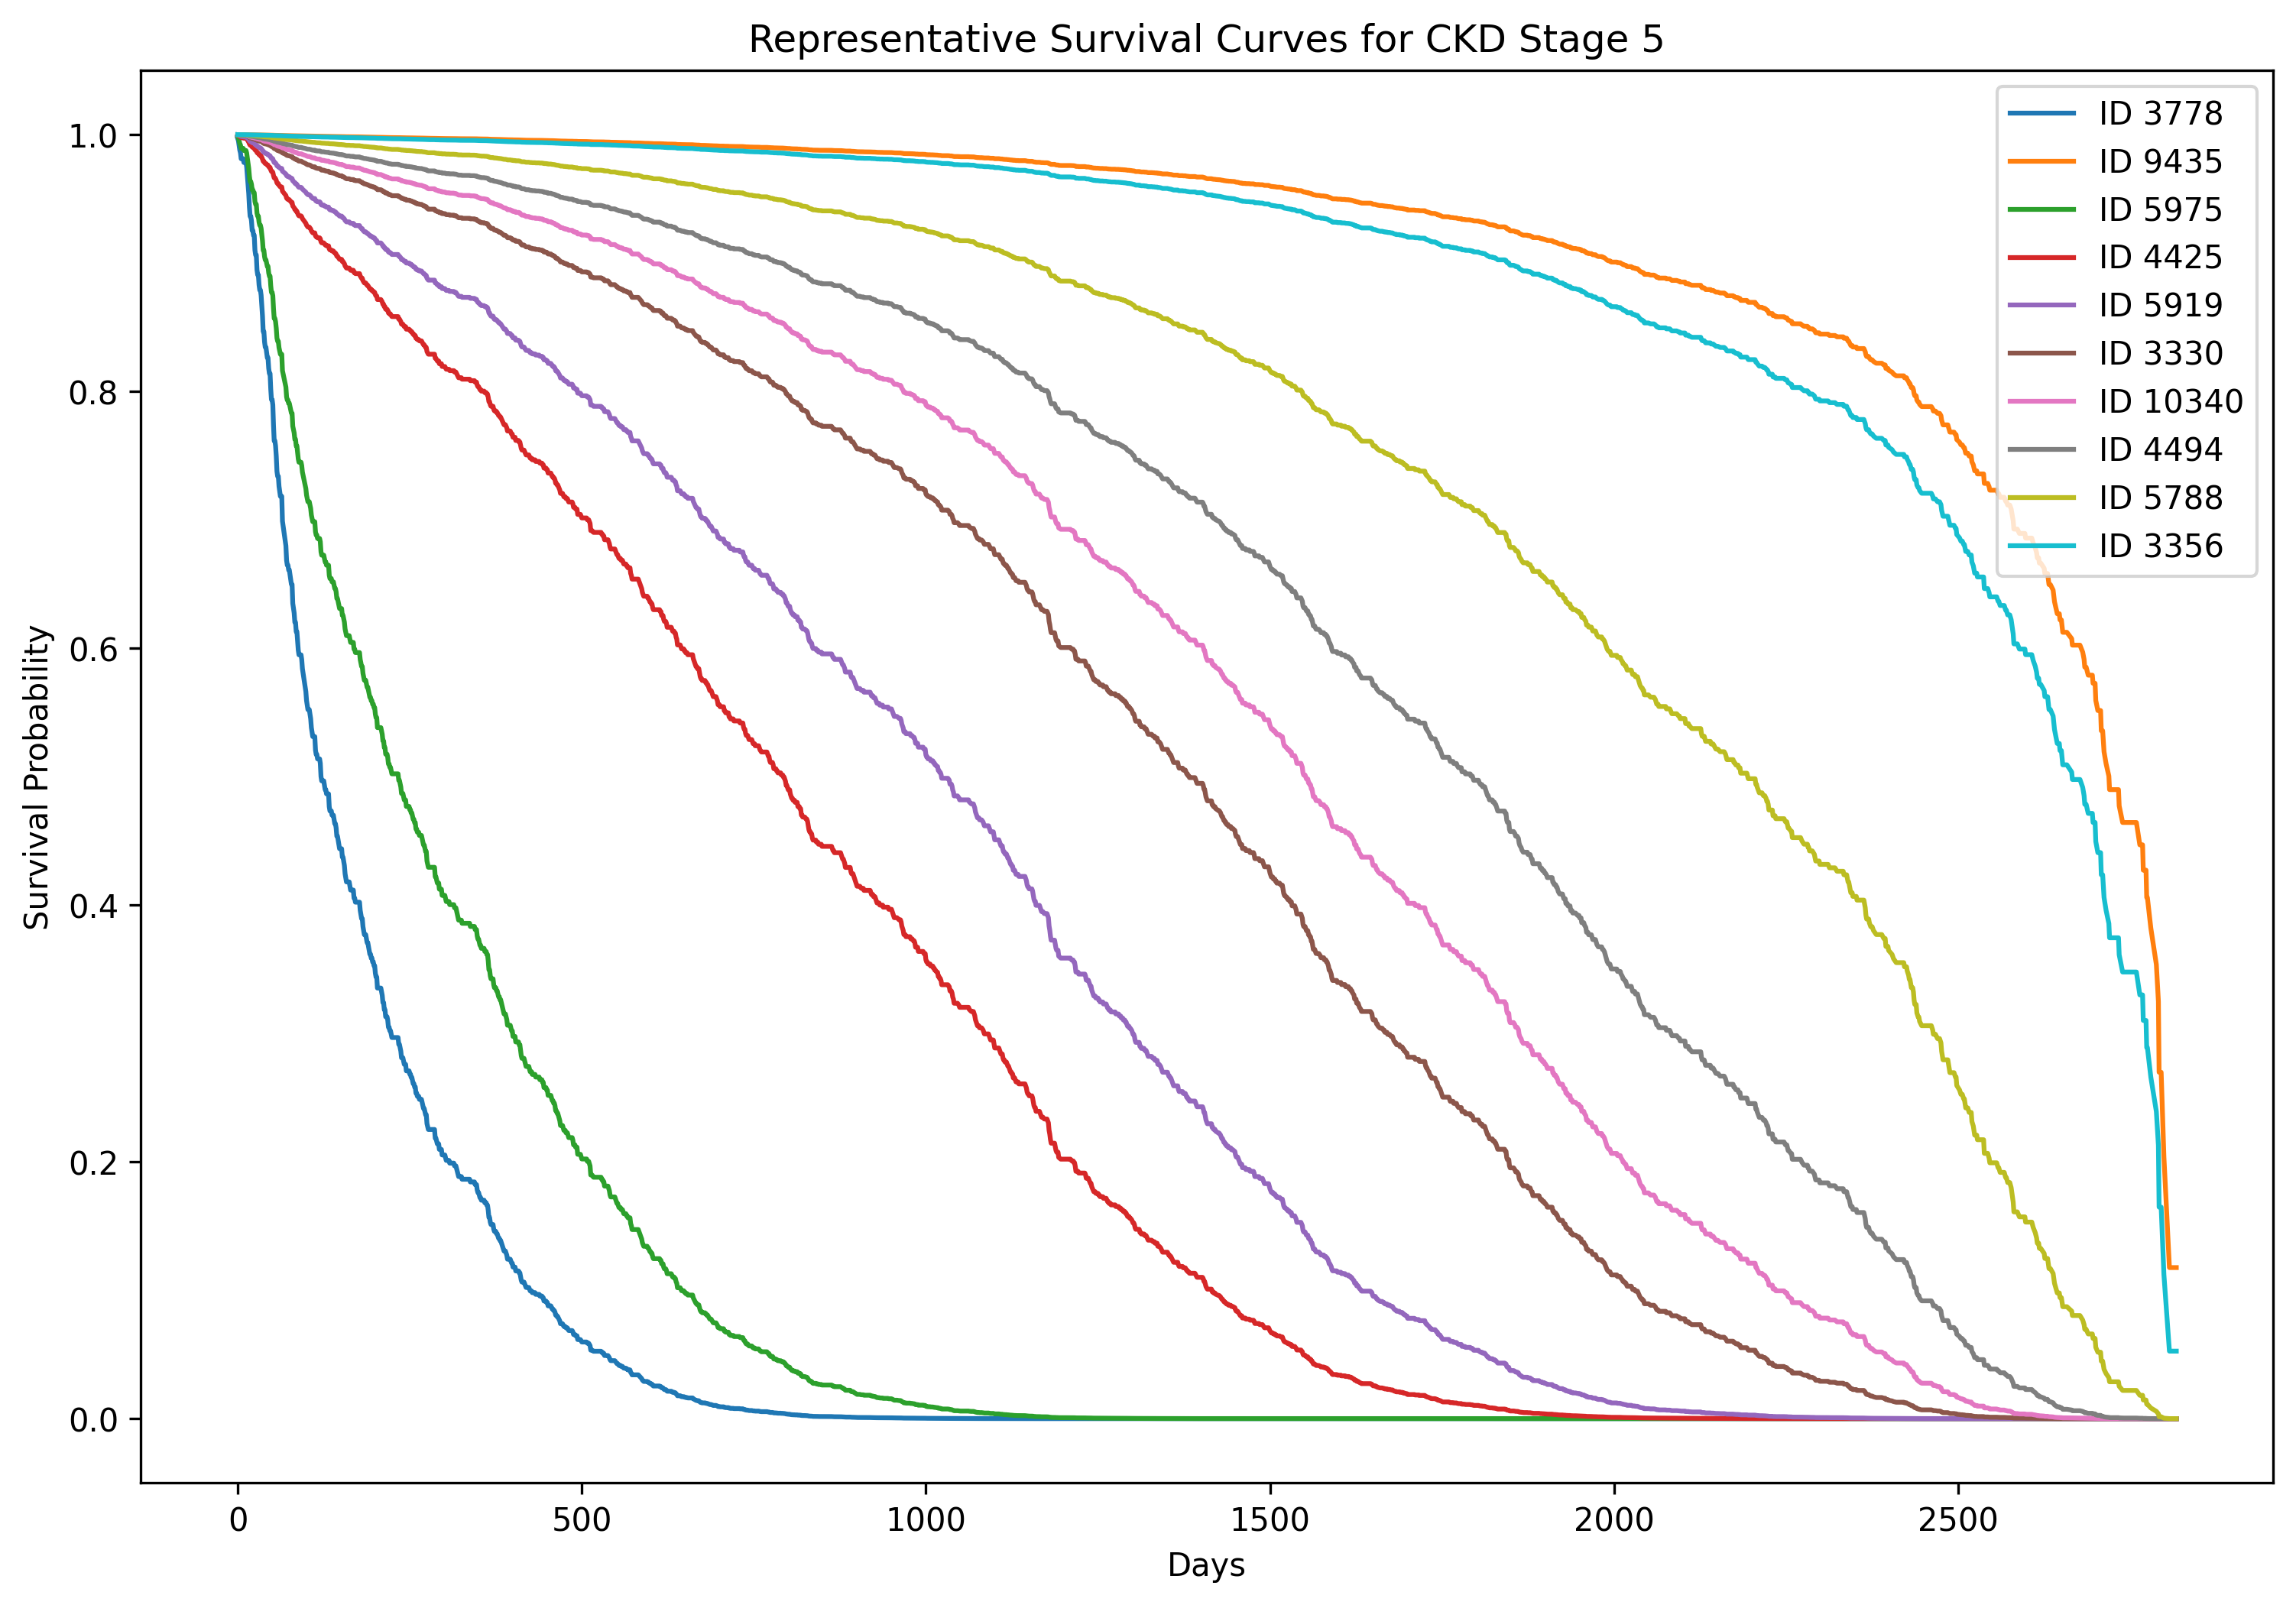 Representative Survival Curves for CKD Stage 5
Survival Probability
1.0
0.8
0.6
0.4
0.2
0.0
0
500
1000
1500
2000
2500
Days
ID 3778
ID 9435
ID 5975
ID 4425
ID 5919
ID 3330
ID 10340
ID 4494
ID 5788
ID 3356